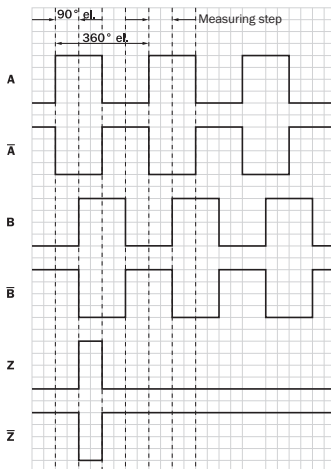 90° el.
Measuring step
360° el.
A
A̅
B
B̅
Z
Z̅